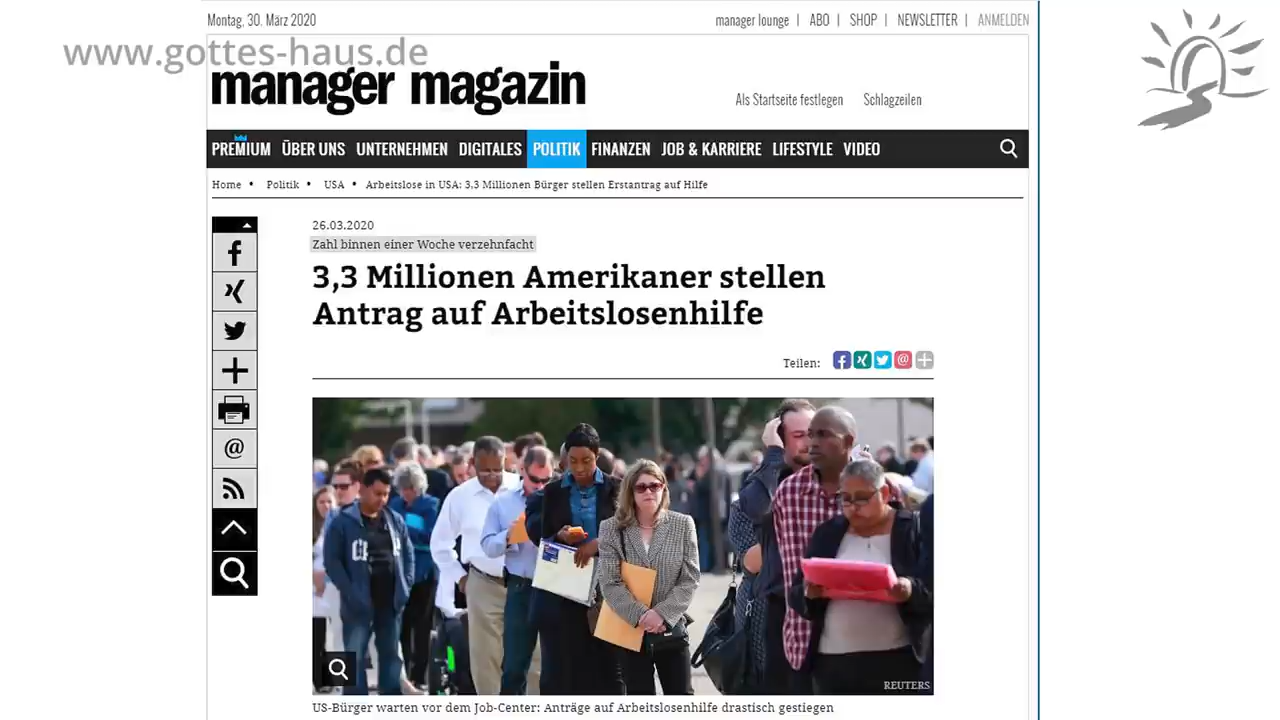 Montag, 30. März 2020
manager lounge | ABO | SHOP | NEWSLETTER | ANMELDEN
www.gottes-haus.de
manager magazin
Als Startseite festlegen Schlagzeilen
PREMIUM ÜBER UNS UNTERNEHMEN DIGITALES POLITIK FINANZEN JOB & KARRIERE LIFESTYLE VIDEO
Home • Politik • USA • Arbeitslose in USA: 3,3 Millionen Bürger stellen Erstantrag auf Hilfe
26.03.2020
Zahl binnen einer Woche verzehnfacht
3,3 Millionen Amerikaner stellen
Antrag auf Arbeitslosenhilfe
Teilen:
REUTERS
US-Bürger warten vor dem Job-Center: Anträge auf Arbeitslosenhilfe drastisch gestiegen